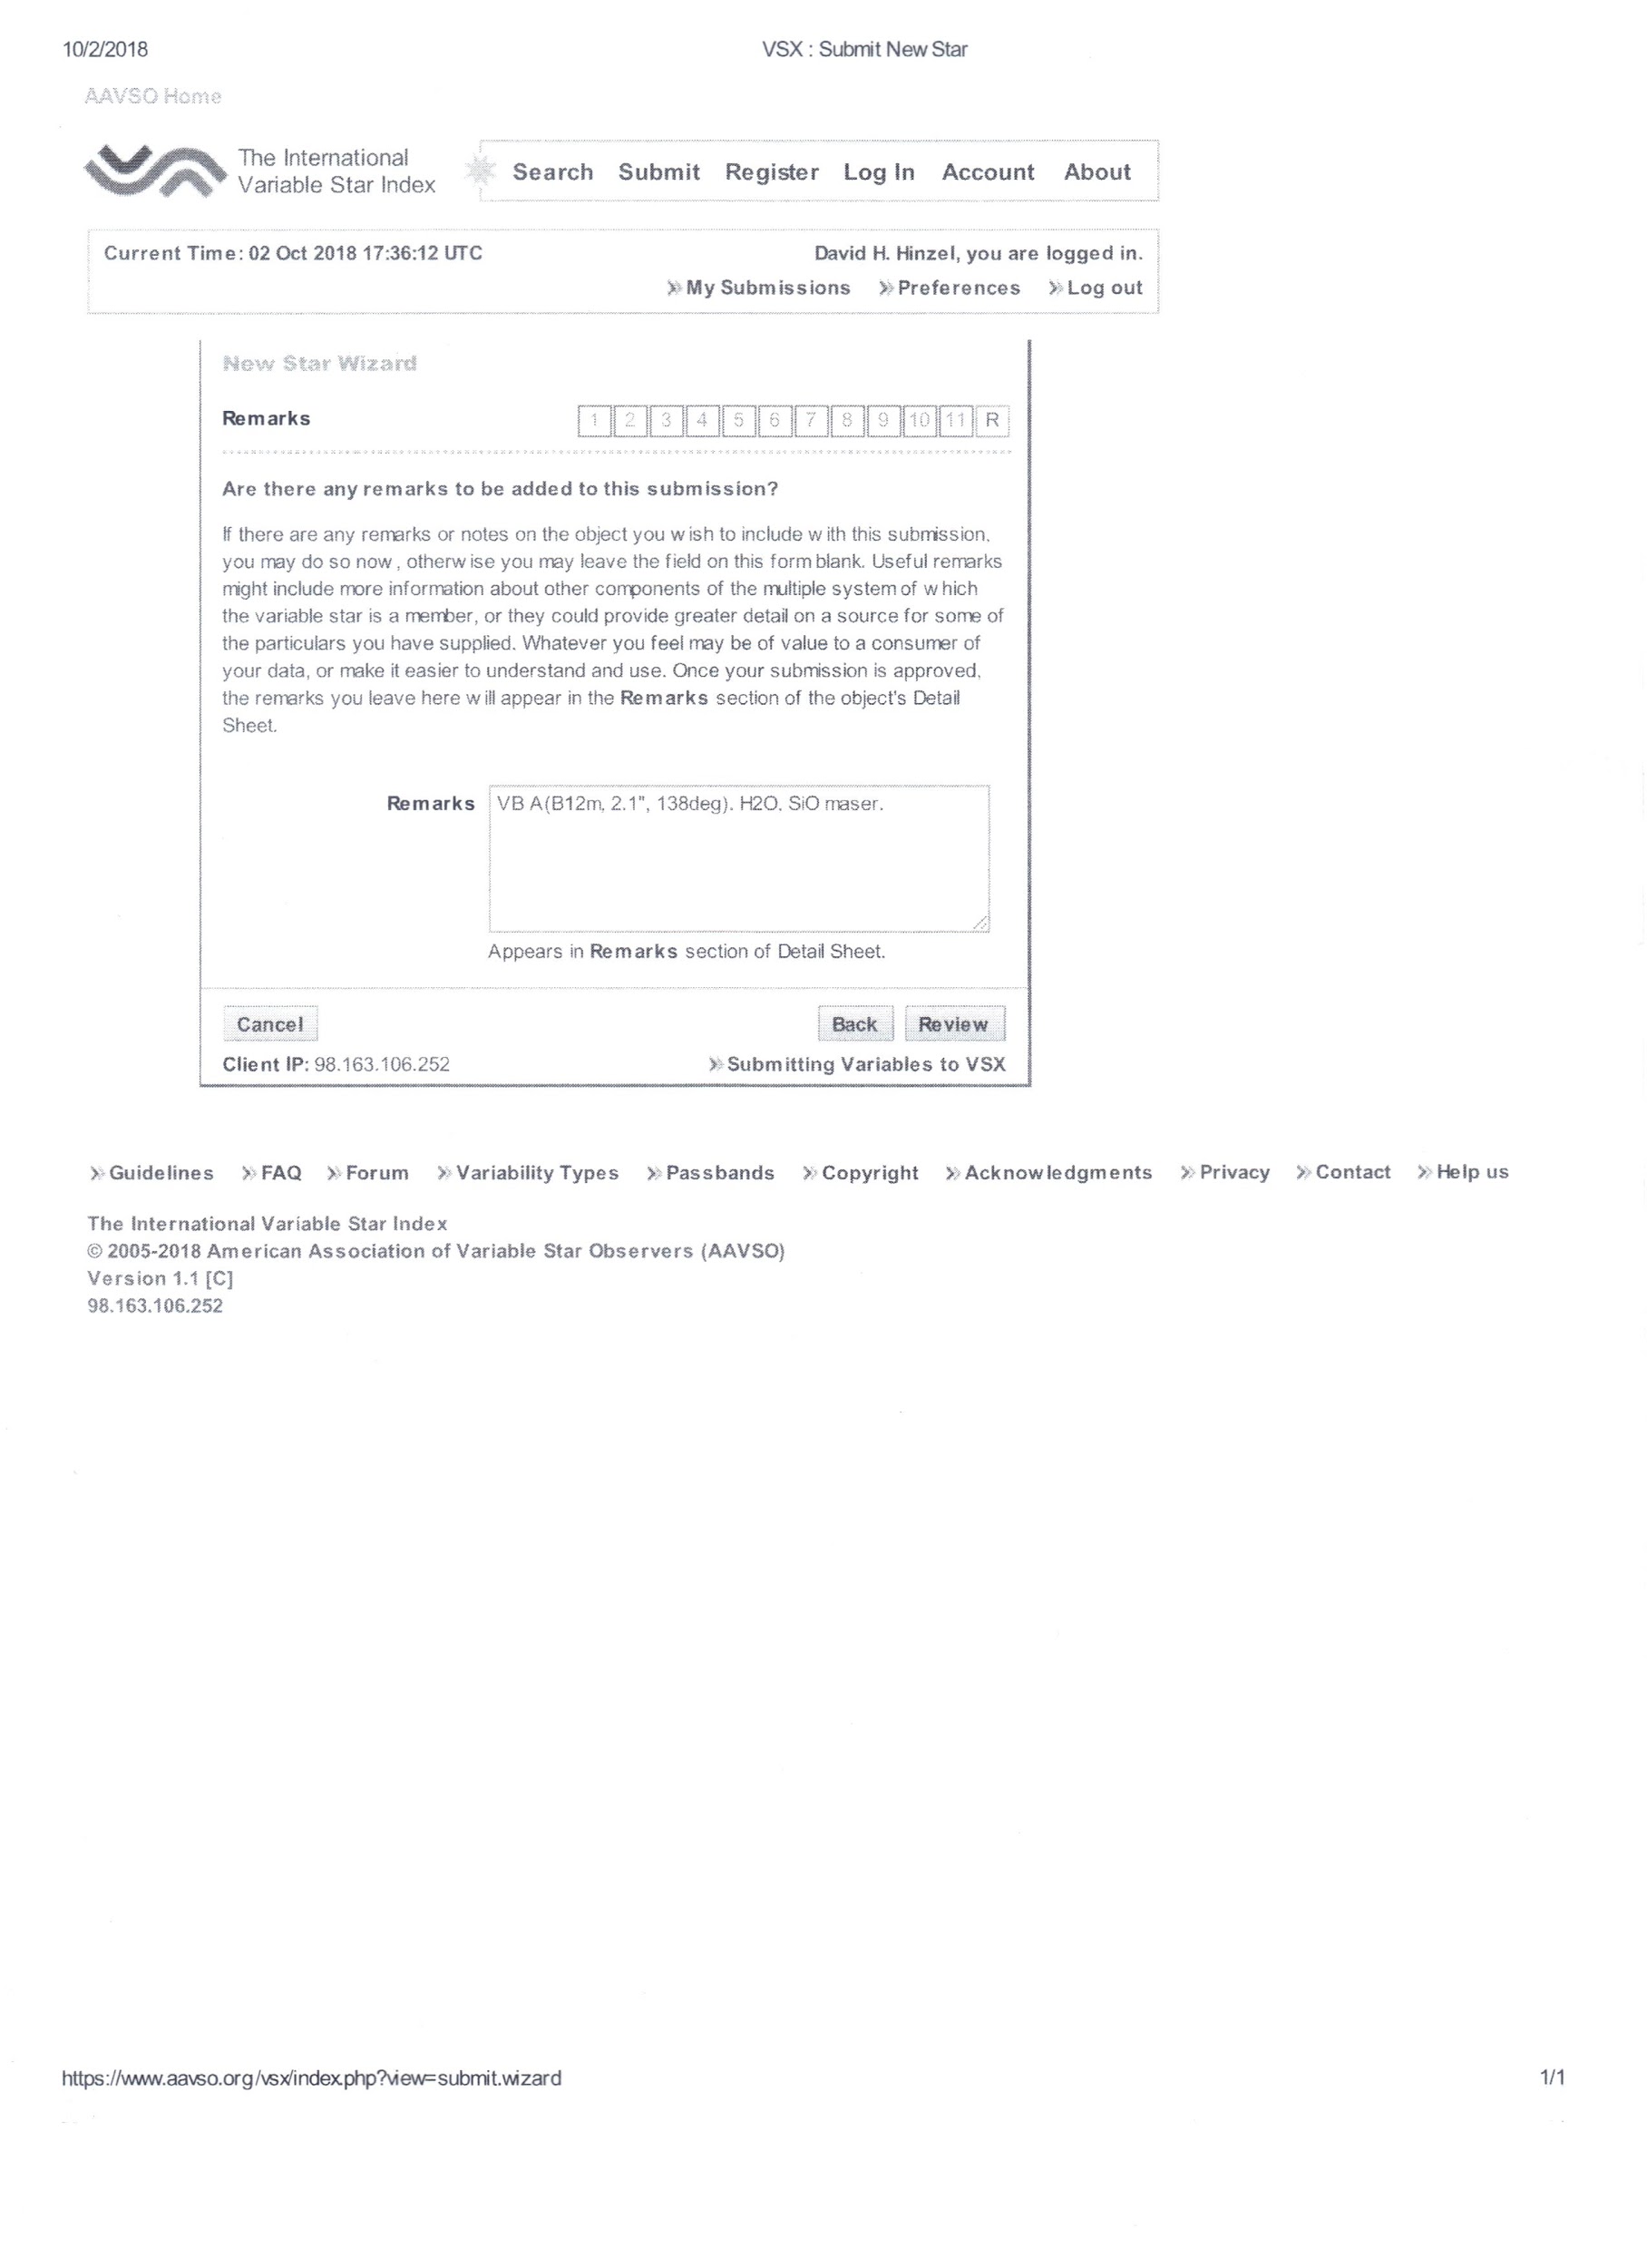 10/2/2018 VSX : Submit New Star
AAVSO Home
The International
Variable Star Index
Search Submit Register Log In Account About
Current Time: 02 Oct 2018 17:36:12 UTC David H. Hinzel, you are logged in.
» My Submissions » Preferences » Log out
New Star Wizard
Remarks 1 2 3 4 5 6 7 8 9 10 11 R
Are there any remarks to be added to this submission?
If there are any remarks or notes on the object you wish to include with this submission,
you may do so now, otherwise you may leave the field on this form blank. Useful remarks
might include more information about other components of the multiple system of which
the variable star is a member, or they could provide greater detail on a source for some of
the particulars you have supplied. Whatever you feel may be of value to a consumer of
your data, or make it easier to understand and use. Once your submission is approved,
the remarks you leave here will appear in the Remarks section of the object's Detail
Sheet.
Remarks VB A(B12m, 2.1", 138deg). H2O, SiO maser.
Appears in Remarks section of Detail Sheet.
Cancel Back Review
Client IP: 98.163.106.252 » Submitting Variables to VSX
» Guidelines » FAQ » Forum » Variability Types » Passbands » Copyright » Acknowledgments » Privacy » Contact » Help us
The International Variable Star Index
© 2005-2018 American Association of Variable Star Observers (AAVSO)
Version 1.1 [C]
98.163.106.252
https://www.aavso.org/vsx/index.php?view=submit.wizard 1/1